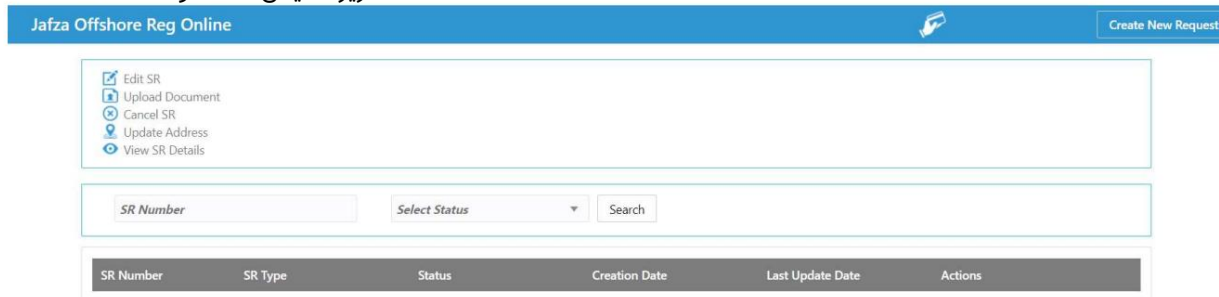 Jafza Offshore Reg Online Create New Request
Edit SR
Upload Document
Cancel SR
Update Address
View SR Details
SR Number Select Status Search
SR Number SR Type Status Creation Date Last Update Date Actions